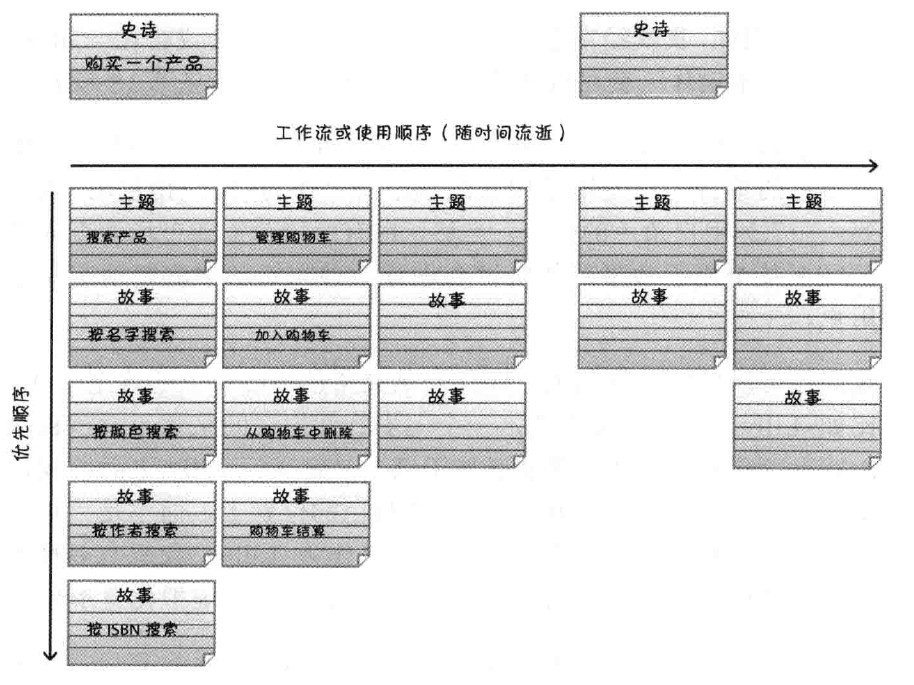 史诗
购买一个产品
史诗
工作流或使用顺序（随时间流逝）
优先顺序
主题
搜索产品
主题
管理购物车
主题
主题
主题
故事
按名字搜索
故事
加入购物车
故事
故事
故事
故事
按颜色搜索
故事
从购物车中删除
故事
故事
故事
按作者搜索
故事
购物车结算
故事
按 ISBN 搜索